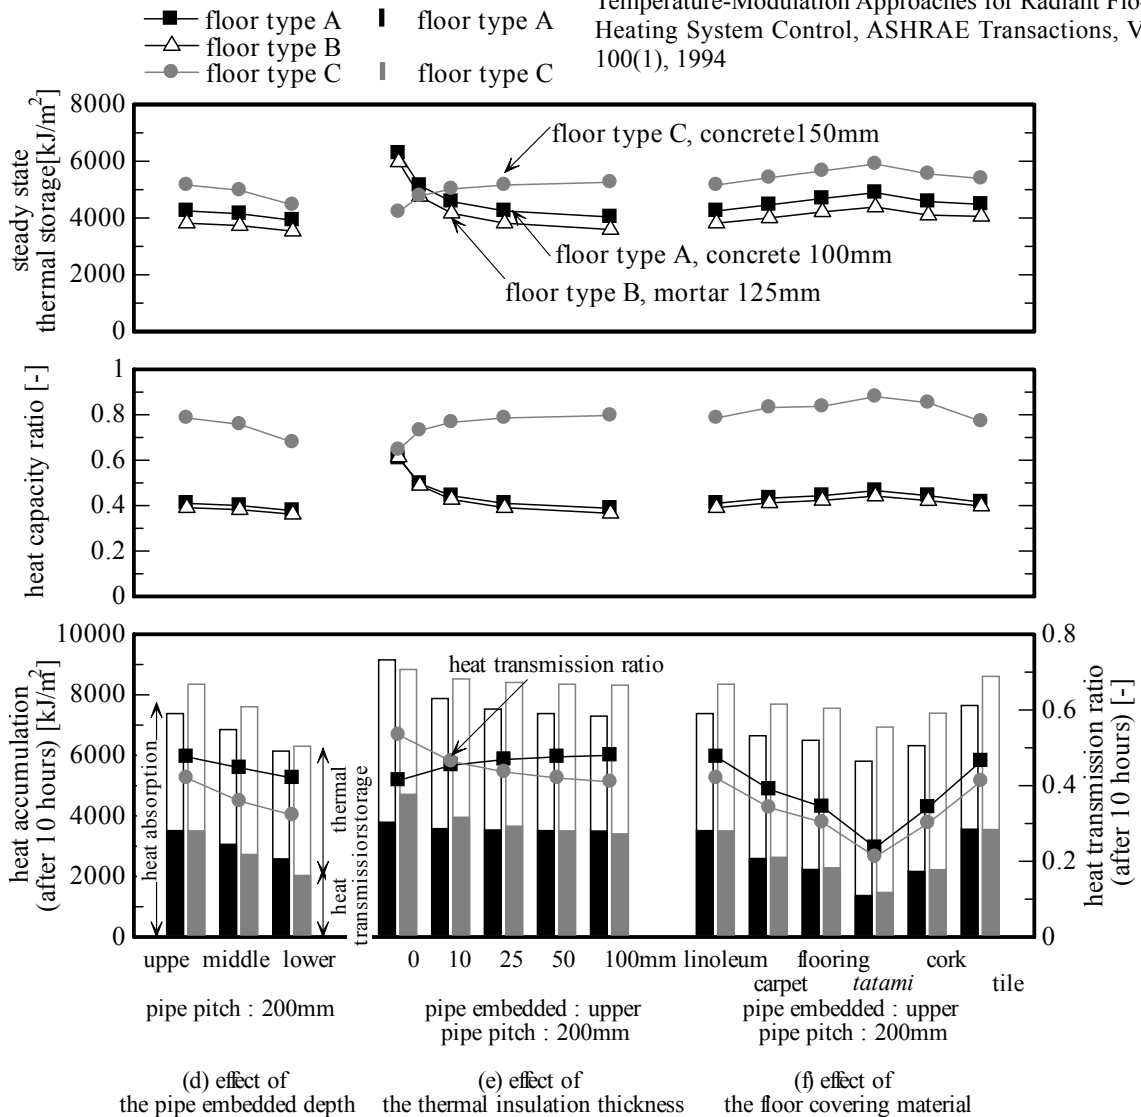 Temperature-Modulation Approaches for Radiant Floo
Heating System Control, ASHRAE Transactions, V
100(1), 1994
floor type A
floor type B
floor type C
floor type A
floor type C
steady state
thermal storage[kJ/m²]
8000
6000
4000
2000
0
floor type C, concrete150mm
floor type A, concrete 100mm
floor type B, mortar 125mm
heat capacity ratio [-]
1
0.8
0.6
0.4
0.2
0
heat accumulation
(after 10 hours) [kJ/m²]
10000
8000
6000
4000
2000
0
heat absorption
thermal
storage
heat
transmission
heat transmission ratio
0.8
0.6
0.4
0.2
0
heat transmission ratio
(after 10 hours) [-]
uppe middle lower
0 10 25 50 100mm
linoleum flooring cork
carpet tatami tile
pipe pitch : 200mm
pipe embedded : upper
pipe pitch : 200mm
pipe embedded : upper
pipe pitch : 200mm
(d) effect of
the pipe embedded depth
(e) effect of
the thermal insulation thickness
(f) effect of
the floor covering material